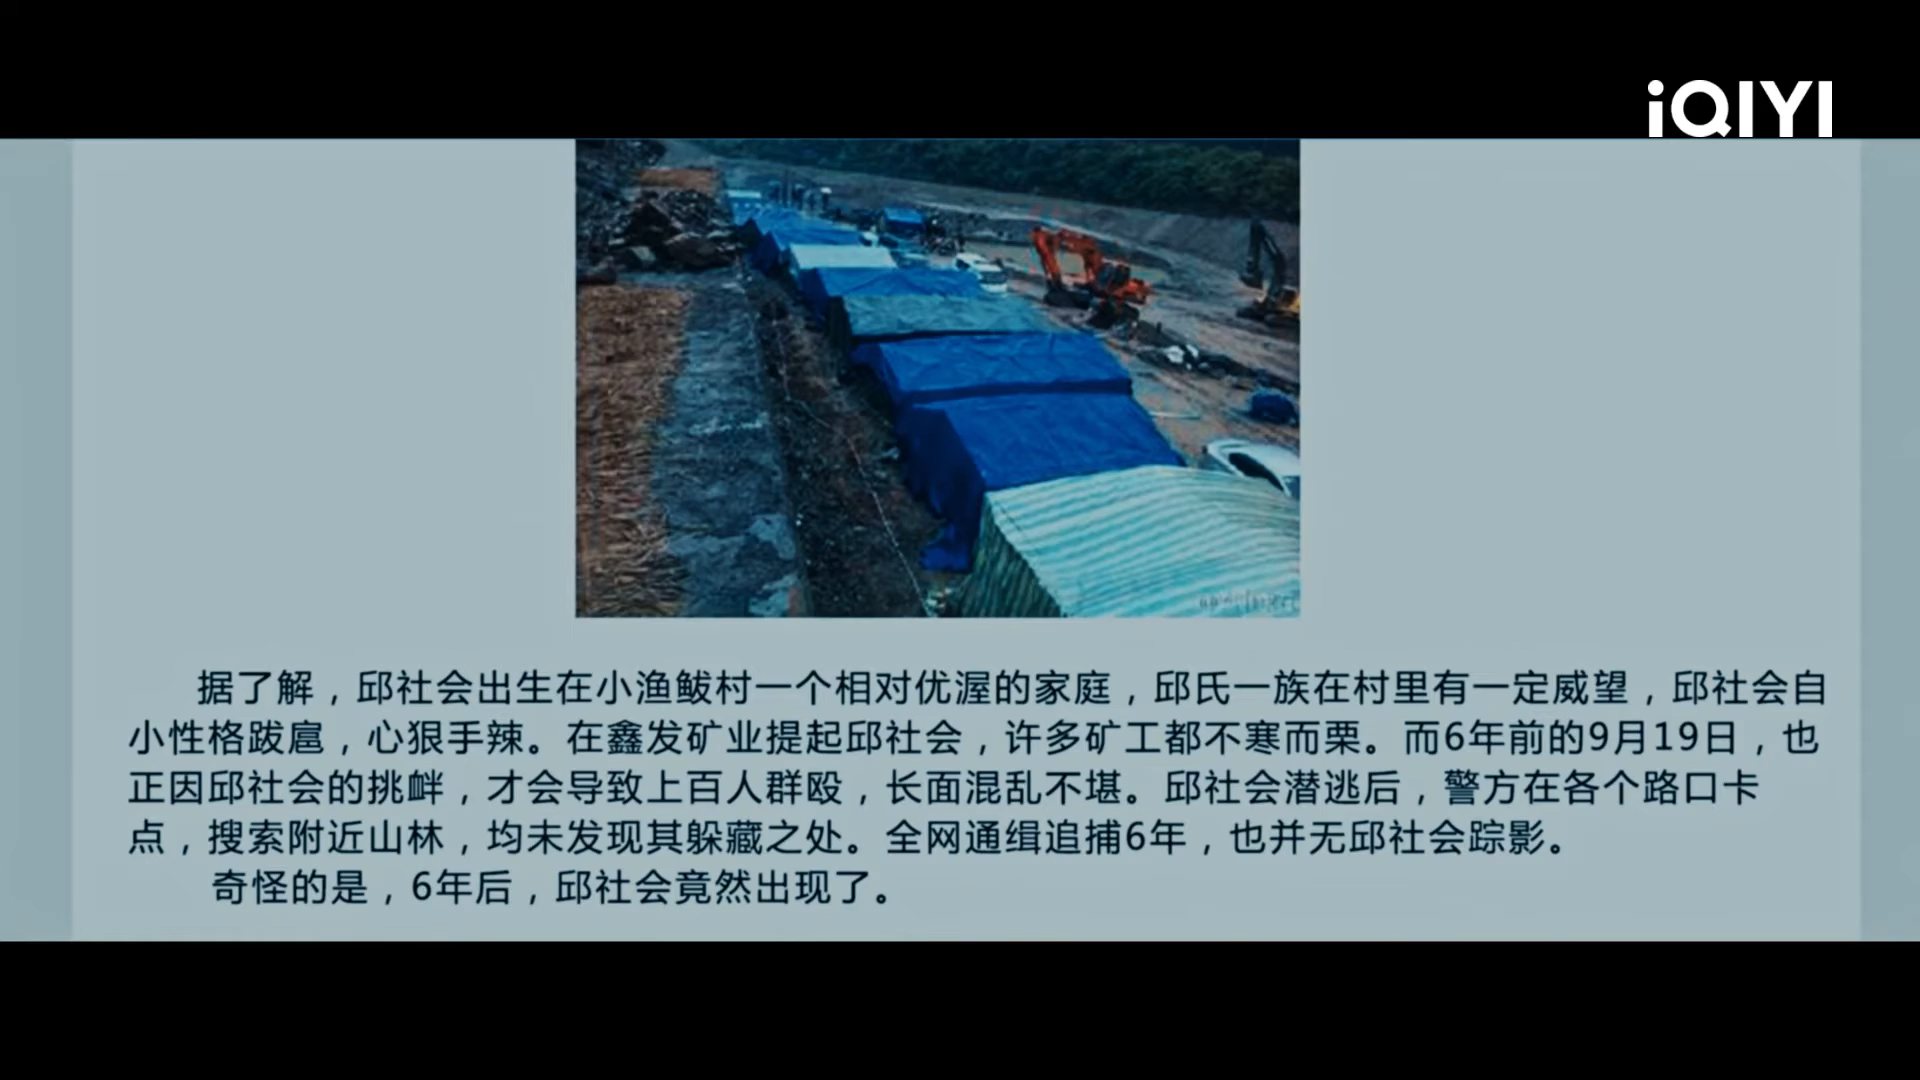 iQIYI
据了解，邱社会出生在小渔鲅村一个相对优渥的家庭，邱氏一族在村里有一定威望，邱社会自
小性格跋扈，心狠手辣。在鑫发矿业提起邱社会，许多矿工都不寒而栗。而6年前的9月19日，也
正因邱社会的挑衅，才会导致上百人群殴，长面混乱不堪。邱社会潜逃后，警方在各个路口卡
点，搜索附近山林，均未发现其躲藏之处。全网通缉追捕6年，也并无邱社会踪影。
奇怪的是，6年后，邱社会竟然出现了。